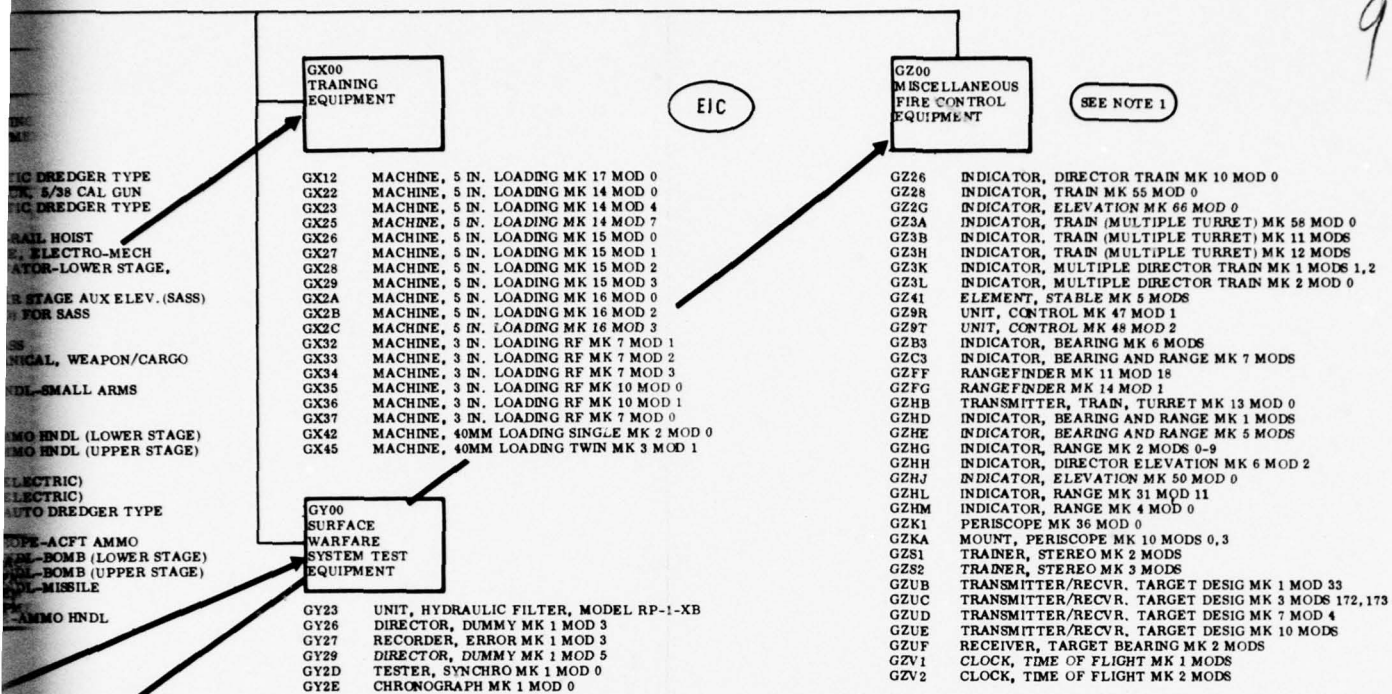 9
GX00
TRAINING
EQUIPMENT
EIC
GZ00
MISCELLANEOUS
FIRE CONTROL
EQUIPMENT
SEE NOTE 1
DREDGER TYPE
5/38 CAL GUN
DREDGER TYPE
HOIST
ELECTRO-MECH
-LOWER STAGE,
STAGE AUX ELEV. (SASS)
FOR SASS
WEAPON/CARGO
-SMALL ARMS
HNDL (LOWER STAGE)
HNDL (UPPER STAGE)
DREDGER TYPE
-ACFT AMMO
-BOMB (LOWER STAGE)
-BOMB (UPPER STAGE)
-MISSILE
-AMMO HNDL
GX12 MACHINE, 5 IN. LOADING MK 17 MOD 0
GX22 MACHINE, 5 IN. LOADING MK 14 MOD 0
GX23 MACHINE, 5 IN. LOADING MK 14 MOD 4
GX25 MACHINE, 5 IN. LOADING MK 14 MOD 7
GX26 MACHINE, 5 IN. LOADING MK 15 MOD 0
GX27 MACHINE, 5 IN. LOADING MK 15 MOD 1
GX28 MACHINE, 5 IN. LOADING MK 15 MOD 2
GX29 MACHINE, 5 IN. LOADING MK 15 MOD 3
GX2A MACHINE, 5 IN. LOADING MK 16 MOD 0
GX2B MACHINE, 5 IN. LOADING MK 16 MOD 2
GX2C MACHINE, 5 IN. LOADING MK 16 MOD 3
GX32 MACHINE, 3 IN. LOADING RF MK 7 MOD 1
GX33 MACHINE, 3 IN. LOADING RF MK 7 MOD 2
GX34 MACHINE, 3 IN. LOADING RF MK 7 MOD 3
GX35 MACHINE, 3 IN. LOADING RF MK 10 MOD 0
GX36 MACHINE, 3 IN. LOADING RF MK 10 MOD 1
GX37 MACHINE, 3 IN. LOADING RF MK 7 MOD 0
GX42 MACHINE, 40MM LOADING SINGLE MK 2 MOD 0
GX45 MACHINE, 40MM LOADING TWIN MK 3 MOD 1
GY00
SURFACE
WARFARE
SYSTEM TEST
EQUIPMENT
GY23 UNIT, HYDRAULIC FILTER, MODEL RP-1-XB
GY26 DIRECTOR, DUMMY MK 1 MOD 3
GY27 RECORDER, ERROR MK 1 MOD 3
GY29 DIRECTOR, DUMMY MK 1 MOD 5
GY2D TESTER, SYNCHRO MK 1 MOD 0
GY2E CHRONOGRAPH MK 1 MOD 0
GZ26 INDICATOR, DIRECTOR TRAIN MK 10 MOD 0
GZ28 INDICATOR, TRAIN MK 55 MOD 0
GZ2G INDICATOR, ELEVATION MK 66 MOD 0
GZ3A INDICATOR, TRAIN (MULTIPLE TURRET) MK 58 MOD 0
GZ3B INDICATOR, TRAIN (MULTIPLE TURRET) MK 11 MODS
GZ3H INDICATOR, TRAIN (MULTIPLE TURRET) MK 12 MODS
GZ3K INDICATOR, MULTIPLE DIRECTOR TRAIN MK 1 MODS 1,2
GZ3L INDICATOR, MULTIPLE DIRECTOR TRAIN MK 2 MOD 0
GZ41 ELEMENT, STABLE MK 5 MODS
GZ9R UNIT, CONTROL MK 47 MOD 1
GZ9T UNIT, CONTROL MK 48 MOD 2
GZB3 INDICATOR, BEARING MK 6 MODS
GZC3 INDICATOR, BEARING AND RANGE MK 7 MODS
GZFF RANGEFINDER MK 11 MOD 18
GZFG RANGEFINDER MK 14 MOD 1
GZHB TRANSMITTER, TRAIN, TURRET MK 13 MOD 0
GZHD INDICATOR, BEARING AND RANGE MK 1 MODS
GZHE INDICATOR, BEARING AND RANGE MK 5 MODS
GZHG INDICATOR, RANGE MK 2 MODS 0-9
GZHH INDICATOR, DIRECTOR ELEVATION MK 6 MOD 2
GZHJ INDICATOR, ELEVATION MK 50 MOD 0
GZHL INDICATOR, RANGE MK 31 MOD 11
GZHM INDICATOR, RANGE MK 4 MOD 0
GZK1 PERISCOPE MK 36 MOD 0
GZKA MOUNT, PERISCOPE MK 10 MODS 0,3
GZS1 TRAINER, STEREO MK 2 MODS
GZS2 TRAINER, STEREO MK 3 MODS
GZUB TRANSMITTER/RECVR. TARGET DESIG MK 1 MOD 33
GZUC TRANSMITTER/RECVR. TARGET DESIG MK 3 MODS 172,173
GZUD TRANSMITTER/RECVR. TARGET DESIG MK 7 MOD 4
GZUE TRANSMITTER/RECVR. TARGET DESIG MK 10 MODS
GZUF RECEIVER, TARGET BEARING MK 2 MODS
GZV1 CLOCK, TIME OF FLIGHT MK 1 MODS
GZV2 CLOCK, TIME OF FLIGHT MK 2 MODS